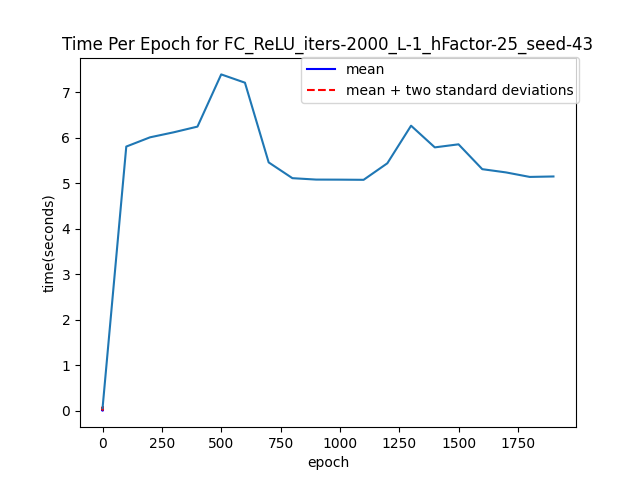 Time Per Epoch for FC_ReLU_iters-2000_L-1_hFactor-25_seed-43
mean
mean + two standard deviations
time(seconds)
7
6
5
4
3
2
1
0
0 250 500 750 1000 1250 1500 1750
epoch